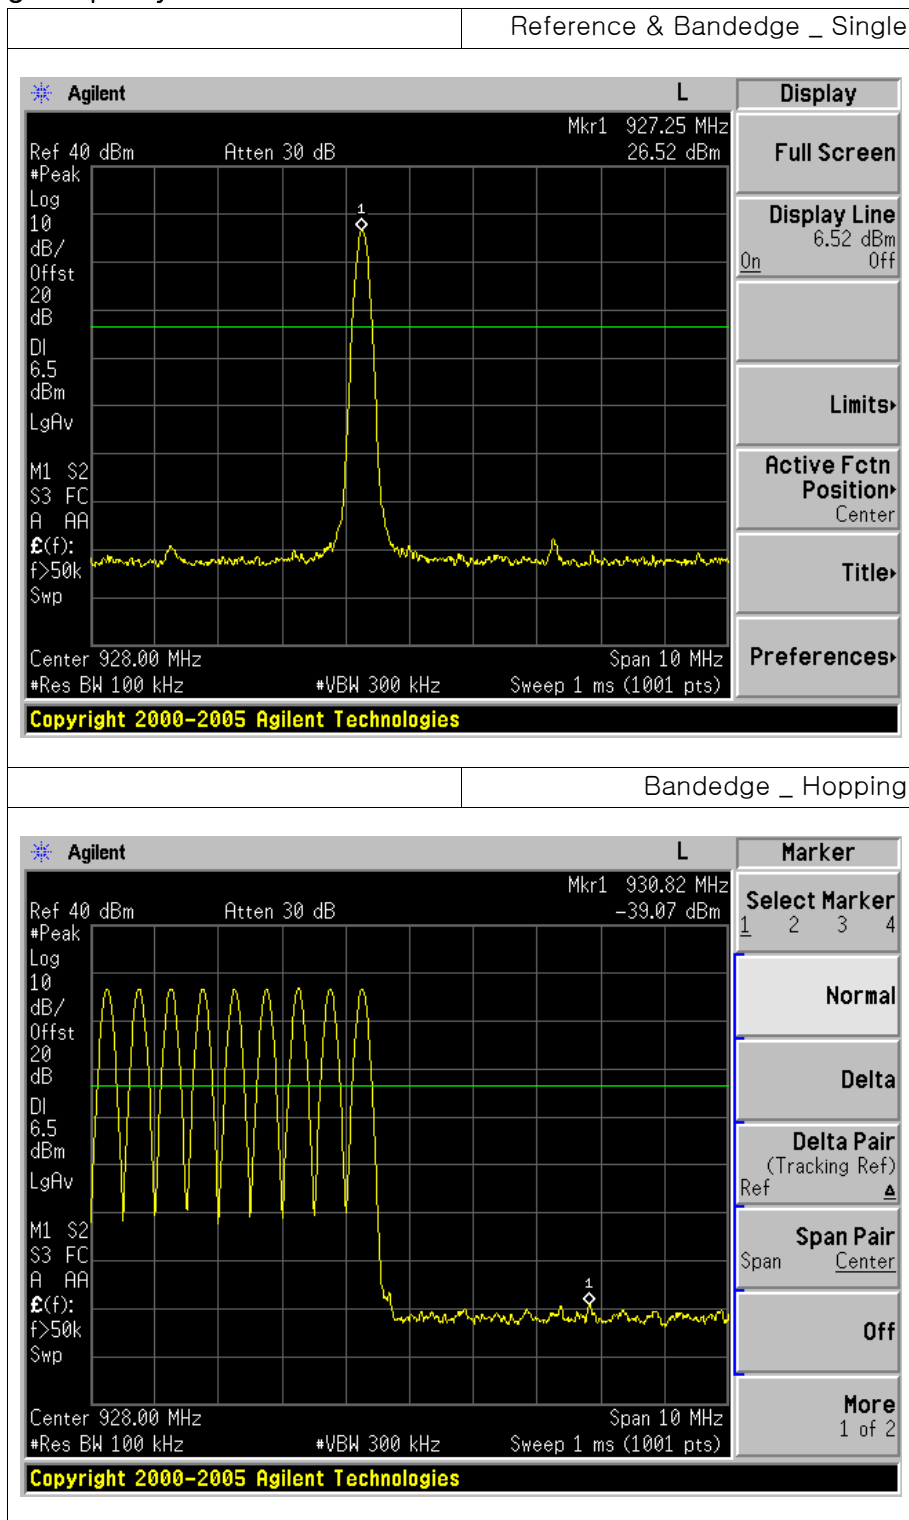 Reference & Bandedge _ Single
Agilent L Display
Mkr1 927.25 MHz
Ref 40 dBm Atten 30 dB 26.52 dBm
#Peak
Log
10
dB/
Offst
20
dB
DI
6.5
dBm
LgAv
M1 S2
S3 FC
A AA
£(f):
f>50k
Swp
1
Center 928.00 MHz Span 10 MHz
#Res BW 100 kHz #VBW 300 kHz Sweep 1 ms (1001 pts)
Full Screen
Display Line
6.52 dBm
On Off
Limits
Active Fctn
Position
Center
Title
Preferences
Copyright 2000-2005 Agilent Technologies
Bandedge _ Hopping
Agilent L Marker
Mkr1 930.82 MHz
Ref 40 dBm Atten 30 dB -39.07 dBm
#Peak
Log
10
dB/
Offst
20
dB
DI
6.5
dBm
LgAv
M1 S2
S3 FC
A AA
£(f):
f>50k
Swp
1
Center 928.00 MHz Span 10 MHz
#Res BW 100 kHz #VBW 300 kHz Sweep 1 ms (1001 pts)
Select Marker
1 2 3 4
Normal
Delta
Delta Pair
(Tracking Ref)
Ref Δ
Span Pair
Span Center
Off
More
1 of 2
Copyright 2000-2005 Agilent Technologies